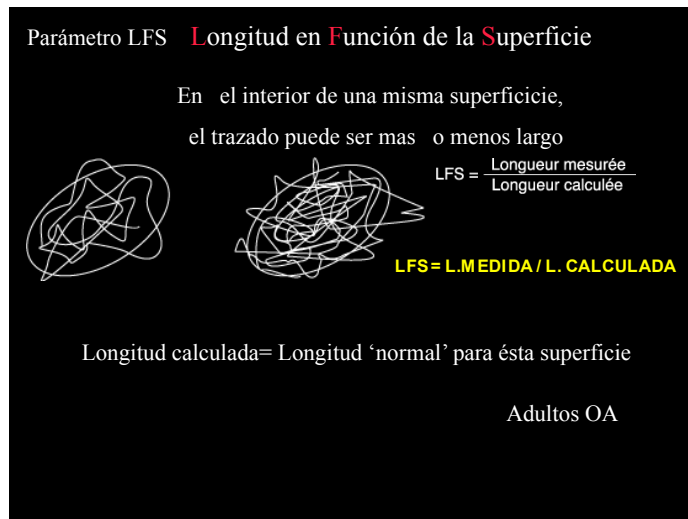 Parámetro LFS Longitud en Función de la Superficie
En el interior de una misma superficicie,
el trazado puede ser mas o menos largo
LFS = Longueur mesurée
Longueur calculée
LFS= L.MEDIDA / L. CALCULADA
Longitud calculada= Longitud ‘normal’ para ésta superficie
Adultos OA